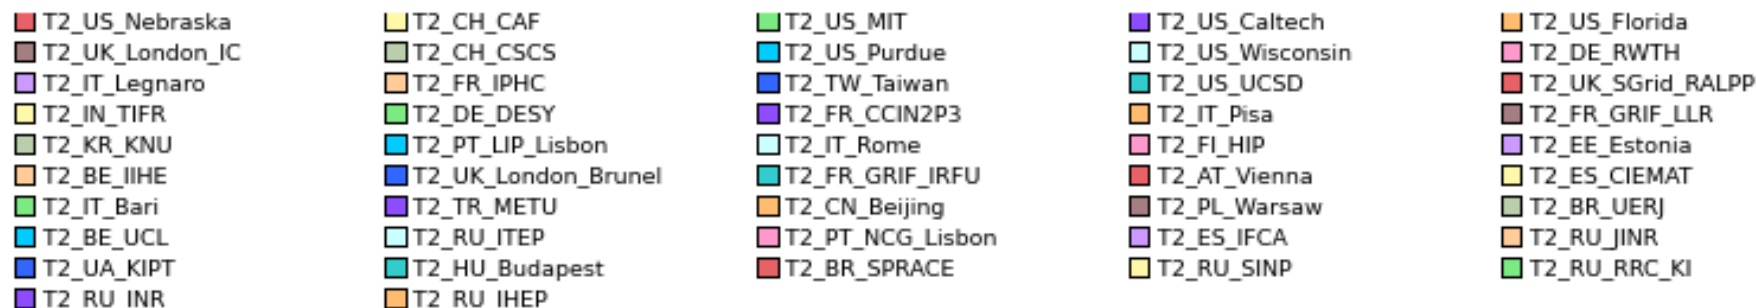 T2_US_Nebraska T2_CH_CAF T2_US_MIT T2_US_Caltech T2_US_Florida
T2_UK_London_IC T2_CH_CSCS T2_US_Purdue T2_US_Wisconsin T2_DE_RWTH
T2_IT_Legnaro T2_FR_IPHC T2_TW_Taiwan T2_US_UCSD T2_UK_SGrid_RALPP
T2_IN_TIFR T2_DE_DESY T2_FR_CCIN2P3 T2_IT_Pisa T2_FR_GRIF_LLR
T2_KR_KNU T2_PT_LIP_Lisbon T2_IT_Rome T2_FI_HIP T2_EE_Estonia
T2_BE_IIHE T2_UK_London_Brunel T2_FR_GRIF_IRFU T2_AT_Vienna T2_ES_CIEMAT
T2_IT_Bari T2_TR_METU T2_CN_Beijing T2_PL_Warsaw T2_BR_UERJ
T2_BE_UCL T2_RU_ITEP T2_PT_NCG_Lisbon T2_ES_IFCA T2_RU_JINR
T2_UA_KIPT T2_HU_Budapest T2_BR_SPRACE T2_RU_SINP T2_RU_RRC_KI
T2_RU_INR T2_RU_IHEP